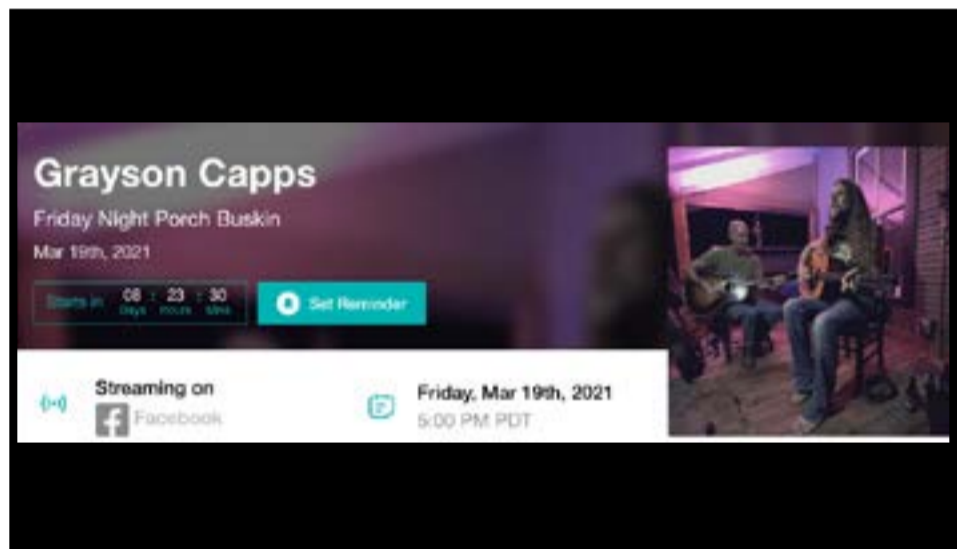 Grayson Capps
Friday Night Porch Buskin
Mar 19th, 2021
Starts in 08 : 23 : 30
Days Hours Mins
Set Reminder
Streaming on
Facebook
Friday, Mar 19th, 2021
5:00 PM PDT